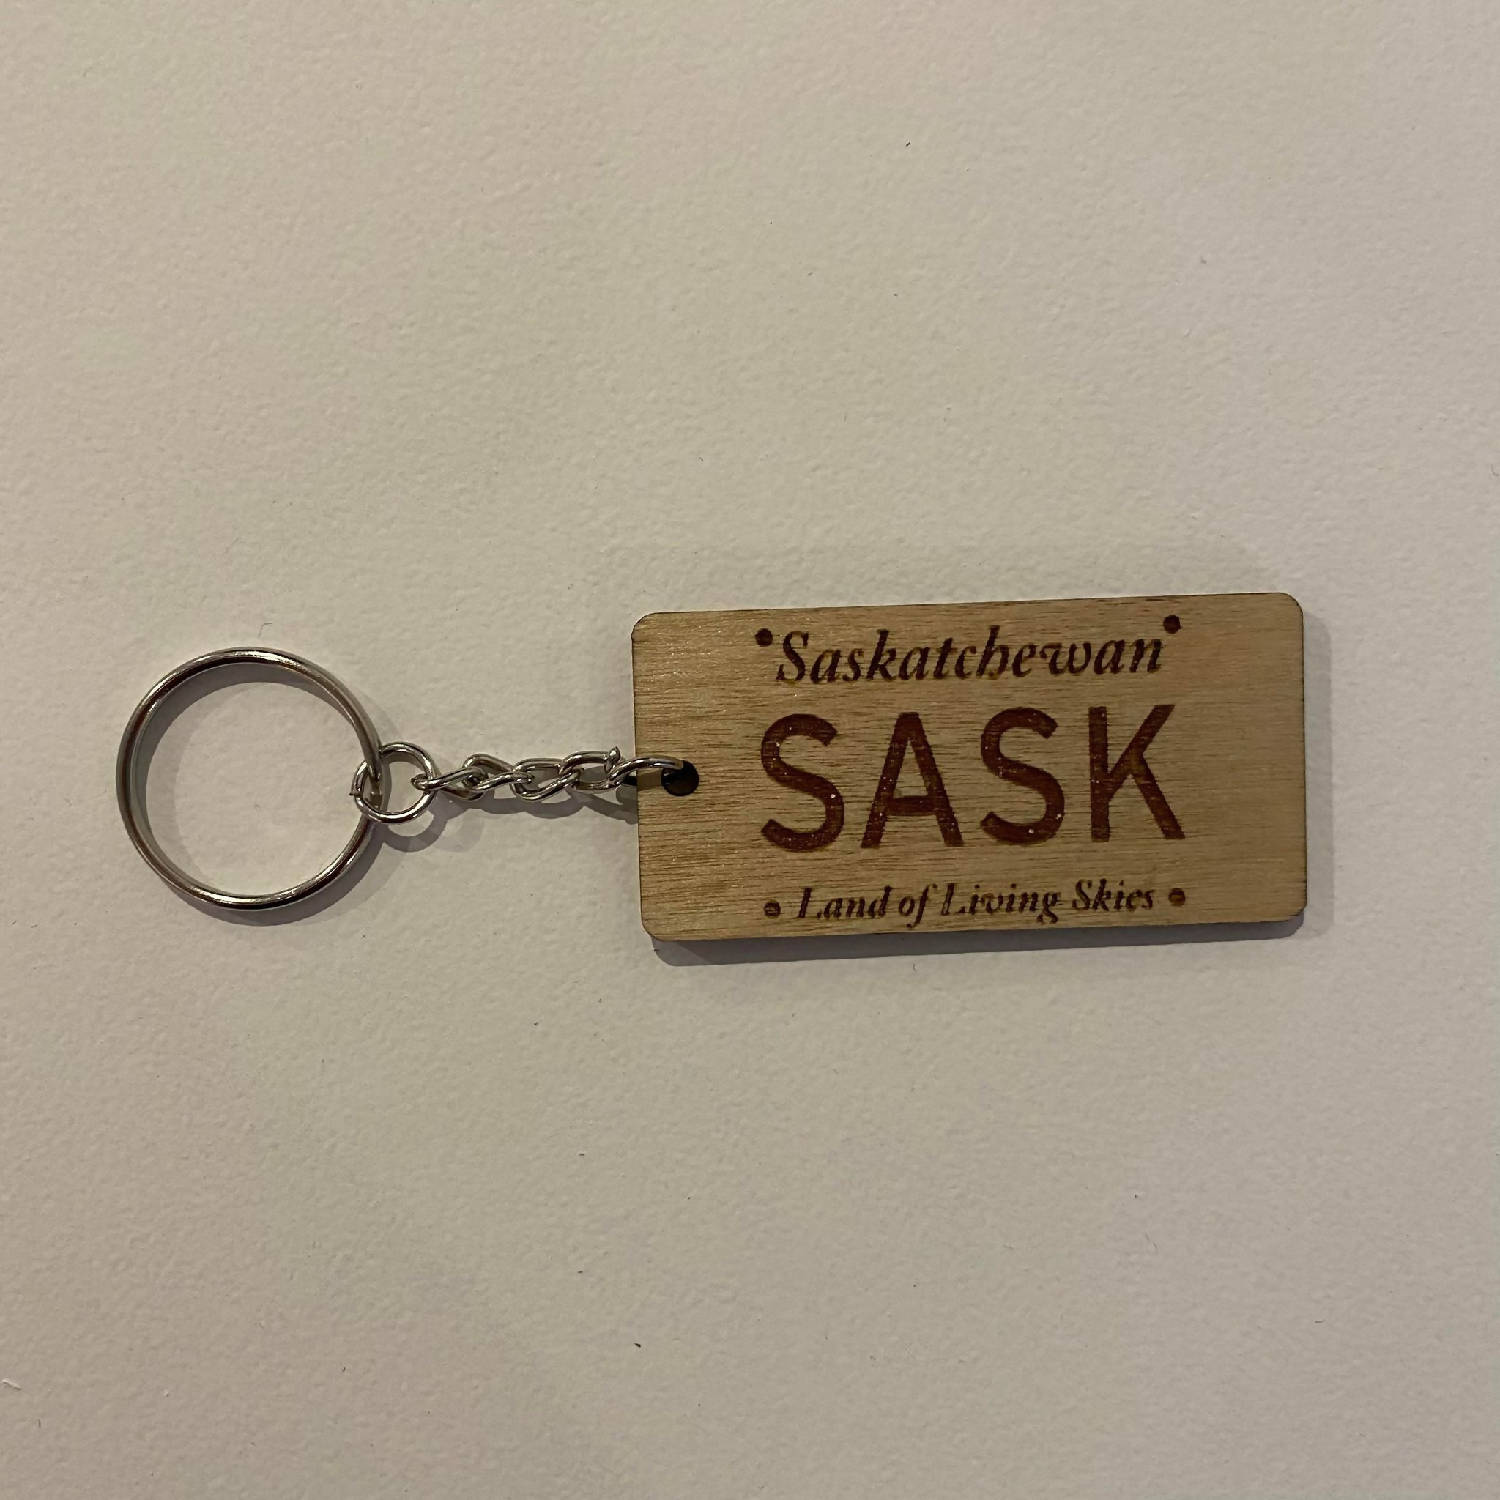 Saskatchewan
SASK
Land of Living Skies